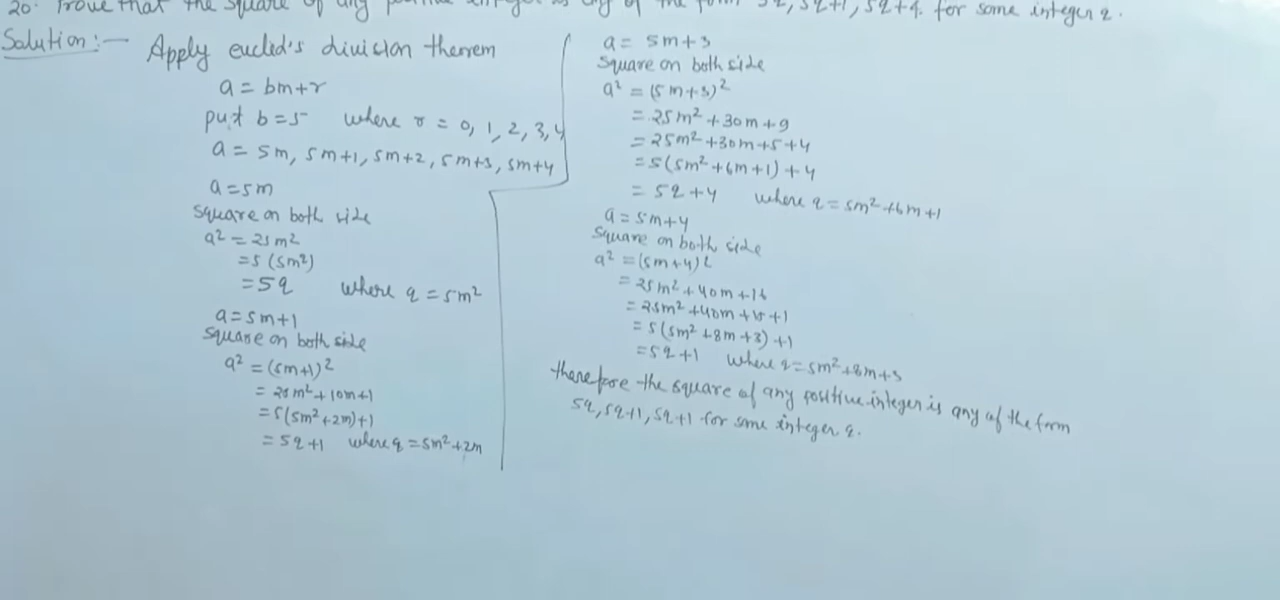 20. Prove that the square of any positive integer is any of the form 5q, 5q+1, 5q+4. for some integer q.
Solution :- Apply euclid's division theorem
a = bm+r
put b=5 where r = 0, 1, 2, 3, 4
a = 5m, 5m+1, 5m+2, 5m+3, 5m+4
a = 5m
Square on both side
a² = 25m²
= 5 (5m²)
= 5q where q = 5m²
a = 5m+1
Square on both side
a² = (5m+1)²
= 25m² + 10m+1
= 5(5m²+2m)+1
= 5q+1 where q = 5m²+2m
a = 5m+3
Square on both side
a² = (5m+3)²
= 25m² + 30m + 9
= 25m² + 30m + 5 + 4
= 5(5m² + 6m + 1) + 4
= 5q+4 where q = 5m²+6m+1
a = 5m+4
Square on both side
a² = (5m+4)²
= 25m² + 40m + 16
= 25m² + 40m + 15 + 1
= 5(5m² + 8m + 3) + 1
= 5q+1 where q = 5m²+8m+3
therefore the square of any positive integer is any of the form
5q, 5q+1, 5q+1 for some integer q.